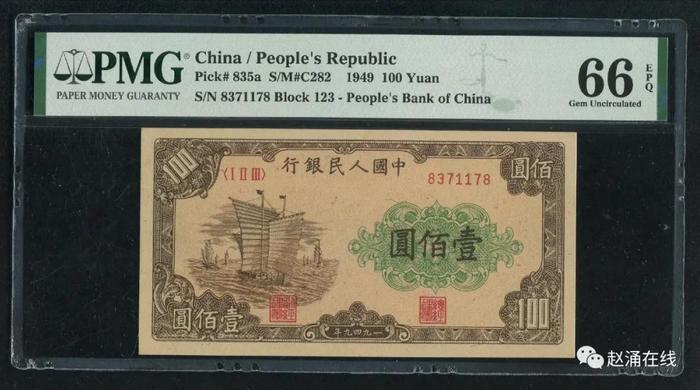 PMG
PAPER MONEY GUARANTY
China / People's Republic
Pick# 835a S/M#C282 1949 100 Yuan
S/N 8371178 Block 123 - People's Bank of China
66 EPQ
Gem Uncirculated
中國人民銀行
100
佰圓
〈I II III〉
8371178
壹佰圓
壹佰圓
一九四九年
100
赵涌在线